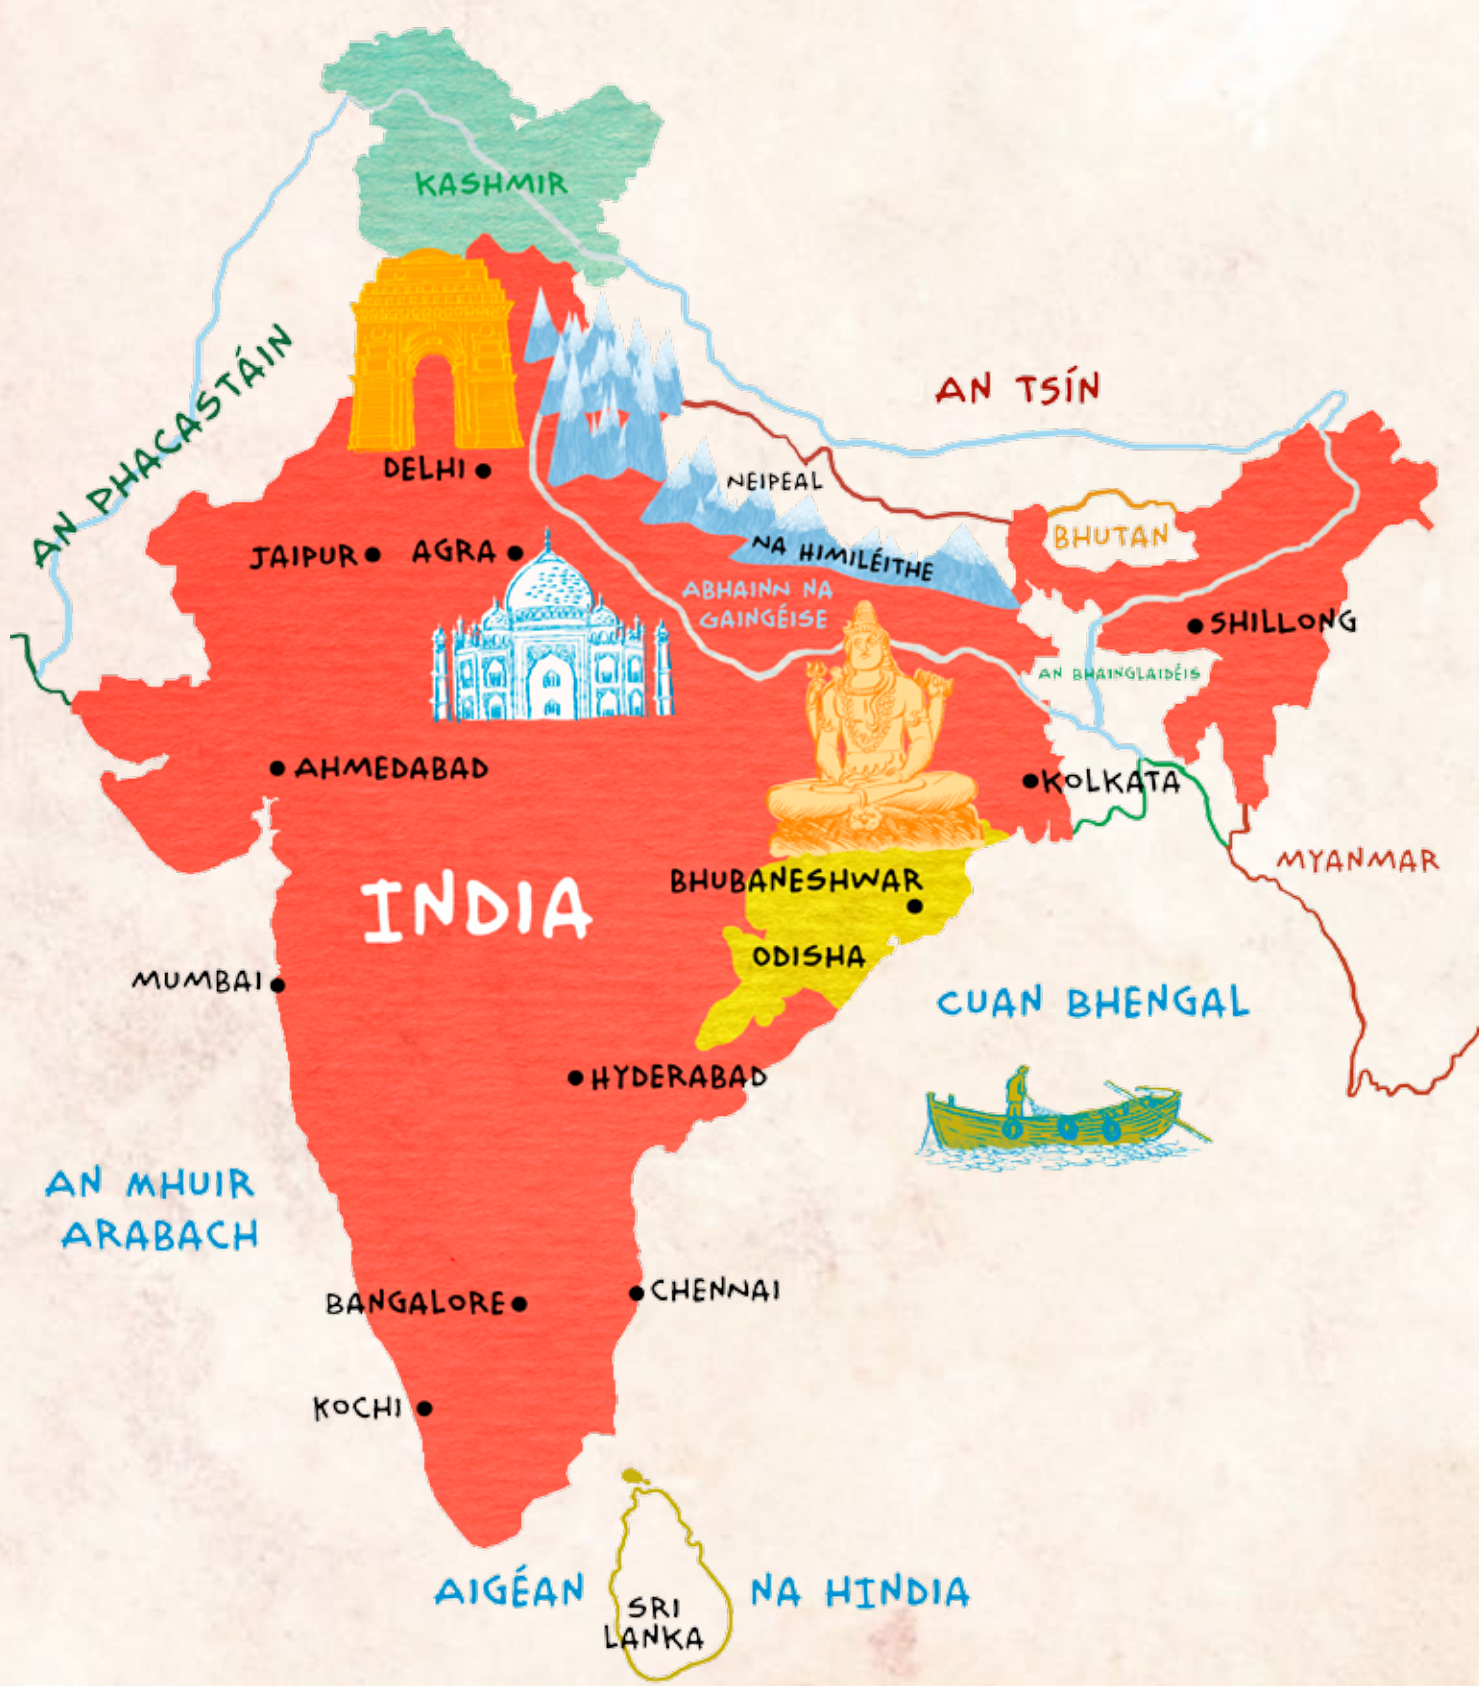 KASHMIR
AN PHACASTÁIN
AN TSÍN
DELHI
NEIPEAL
BHUTAN
JAIPUR
AGRA
NA HIMILÉITHE
ABHAINN NA
GAINGÉISE
SHILLONG
AN BHAINGLAIDÉIS
AHMEDABAD
KOLKATA
MYANMAR
BHUBANESHWAR
INDIA
ODISHA
MUMBAI
CUAN BHENGAL
HYDERABAD
AN MHUIR
ARABACH
BANGALORE
CHENNAI
KOCHI
AIGÉAN
NA HINDIA
SRI
LANKA